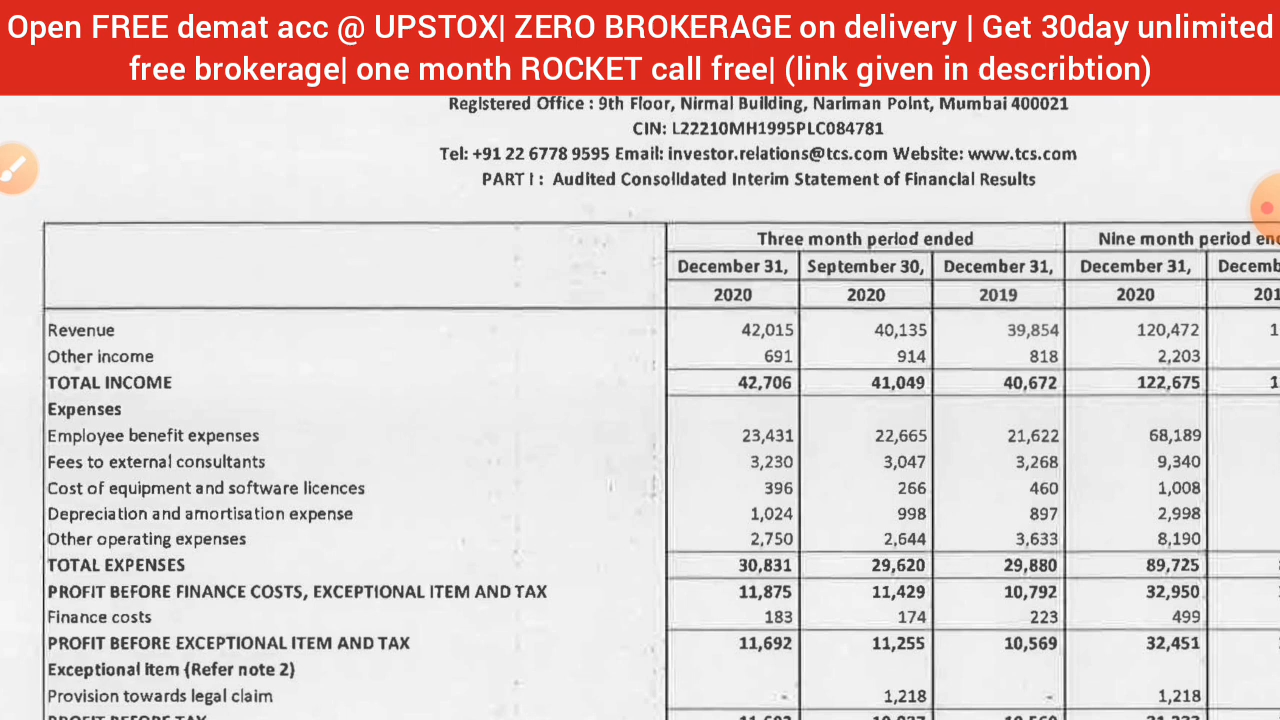 Open FREE demat acc @ UPSTOX| ZERO BROKERAGE on delivery | Get 30day unlimited
free brokerage| one month ROCKET call free| (link given in describtion)
Registered Office : 9th Floor, Nirmal Building, Nariman Point, Mumbai 400021
CIN: L22210MH1995PLC084781
Tel: +91 22 6778 9595 Email: investor.relations@tcs.com Website: www.tcs.com
PART I : Audited Consolidated Interim Statement of Financial Results
Three month period ended Nine month period
December 31, September 30, December 31, December 31,
2020 2020 2019 2020
Revenue 42,015 40,135 39,854 120,472
Other income 691 914 818 2,203
TOTAL INCOME 42,706 41,049 40,672 122,675
Expenses
Employee benefit expenses 23,431 22,665 21,622 68,189
Fees to external consultants 3,230 3,047 3,268 9,340
Cost of equipment and software licences 396 266 460 1,008
Depreciation and amortisation expense 1,024 998 897 2,998
Other operating expenses 2,750 2,644 3,633 8,190
TOTAL EXPENSES 30,831 29,620 29,880 89,725
PROFIT BEFORE FINANCE COSTS, EXCEPTIONAL ITEM AND TAX 11,875 11,429 10,792 32,950
Finance costs 183 174 223 499
PROFIT BEFORE EXCEPTIONAL ITEM AND TAX 11,692 11,255 10,569 32,451
Exceptional item (Refer note 2)
Provision towards legal claim - 1,218 - 1,218